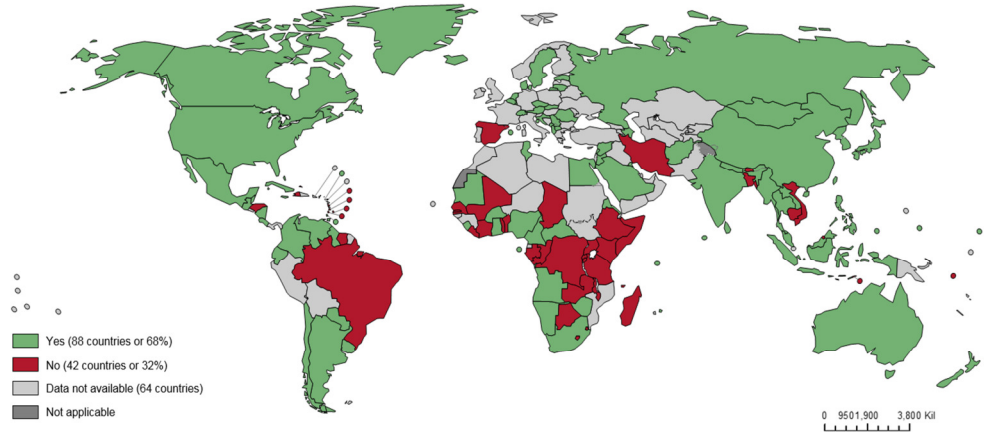 Yes (88 countries or 68%)
No (42 countries or 32%)
Data not available (64 countries)
Not applicable
0 9501,900 3,800 Kil